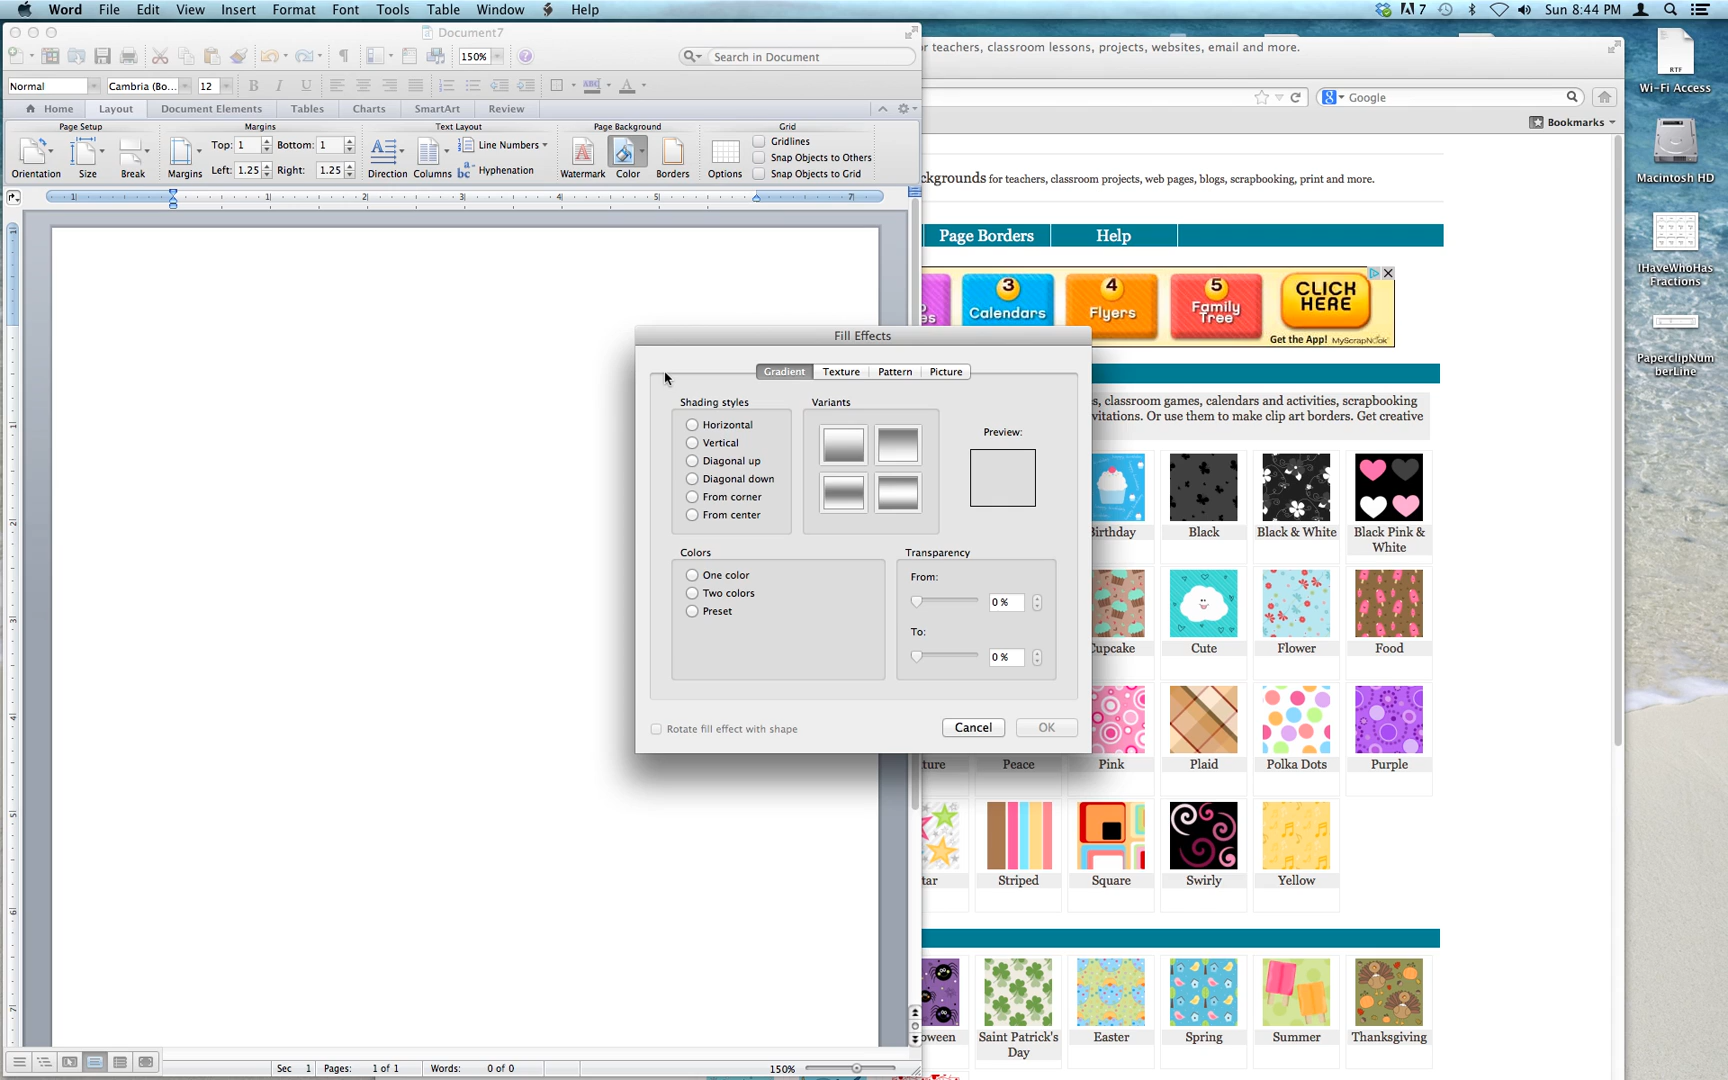 Word File Edit View Insert Format Font Tools Table Window Help
7 Sun 8:44 PM
Document7
150%
Search in Document
Normal Cambria (Bo... 12 B I U ABC A
Home Layout Document Elements Tables Charts SmartArt Review
Page Setup Margins Text Layout Page Background Grid
Top: 1 Bottom: 1
Line Numbers
Gridlines
Snap Objects to Others
Left: 1.25 Right: 1.25
Hyphenation
Snap Objects to Grid
Orientation Size Break Margins Direction Columns Watermark Color Borders Options
r teachers, classroom lessons, projects, websites, email and more.
Google
Bookmarks
kgrounds for teachers, classroom projects, web pages, blogs, scrapbooking, print and more.
Page Borders Help
es
3 Calendars
4 Flyers
5 Family Tree
CLICK HERE
Get the App! MyScrapNook
s, classroom games, calendars and activities, scrapbooking
vitations. Or use them to make clip art borders. Get creative
Fill Effects
Gradient Texture Pattern Picture
Shading styles
Horizontal
Vertical
Diagonal up
Diagonal down
From corner
From center
Variants
Preview:
Colors
One color
Two colors
Preset
Transparency
From:
0 %
To:
0 %
Rotate fill effect with shape
Cancel OK
Birthday Black Black & White Black Pink & White
Cupcake Cute Flower Food
ture Peace Pink Plaid Polka Dots Purple
tar Striped Square Swirly Yellow
oween Saint Patrick's Day Easter Spring Summer Thanksgiving
Sec 1 Pages: 1 of 1 Words: 0 of 0 150%
RTF
Wi-Fi Access
Macintosh HD
IHaveWhoHas
Fractions
PaperclipNum
berLine